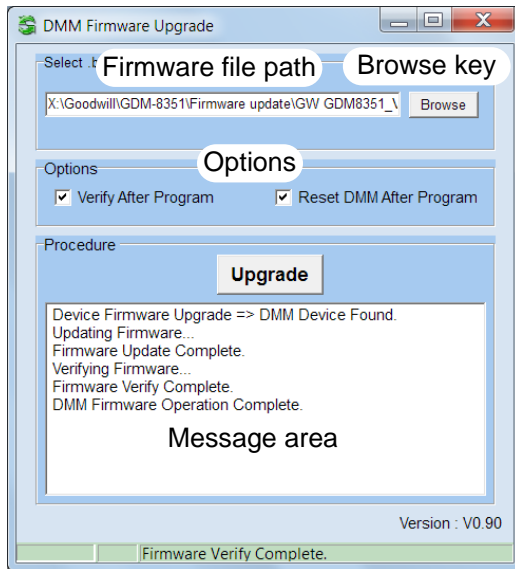 DMM Firmware Upgrade
Select .b
Firmware file path
Browse key
X:\Goodwill\GDM-8351\Firmware update\GW GDM8351_\
Browse
Options
Options
Verify After Program
Reset DMM After Program
Procedure
Upgrade
Device Firmware Upgrade => DMM Device Found.
Updating Firmware...
Firmware Update Complete.
Verifying Firmware...
Firmware Verify Complete.
DMM Firmware Operation Complete.
Message area
Version : V0.90
Firmware Verify Complete.